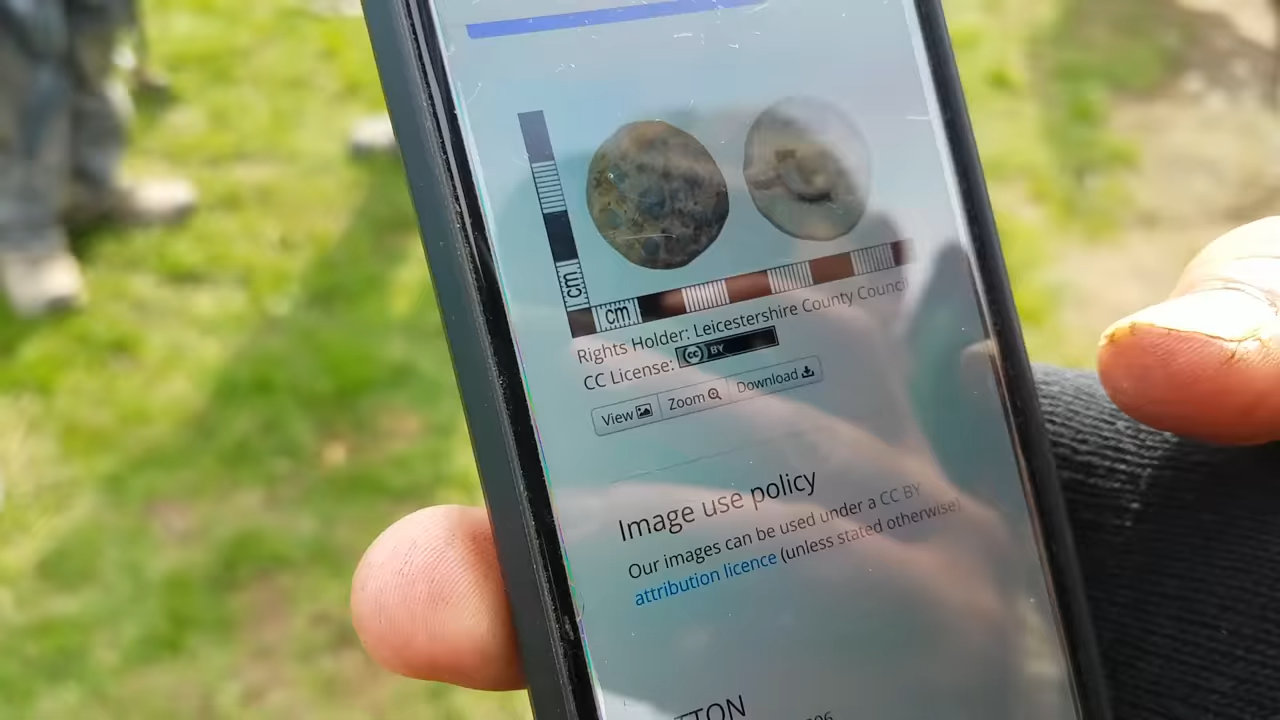 cm
cm
Rights Holder: Leicestershire County Council
CC License: cc BY
View Zoom Download
Image use policy
Our images can be used under a CC BY
attribution licence (unless stated otherwise)